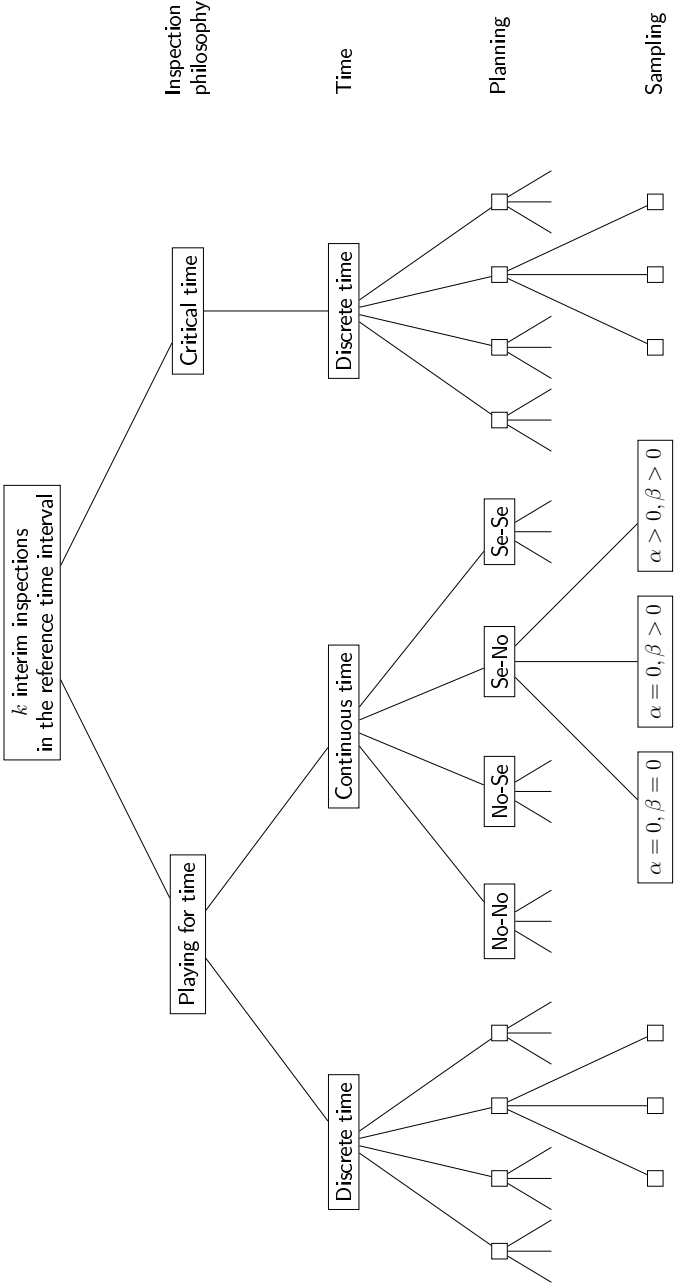 k interim inspections
in the reference time interval
Inspection
philosophy
Playing for time
Critical time
Time
Discrete time
Continuous time
Discrete time
Planning
No-No
No-Se
Se-No
Se-Se
Sampling
α = 0, β = 0
α = 0, β > 0
α > 0, β > 0